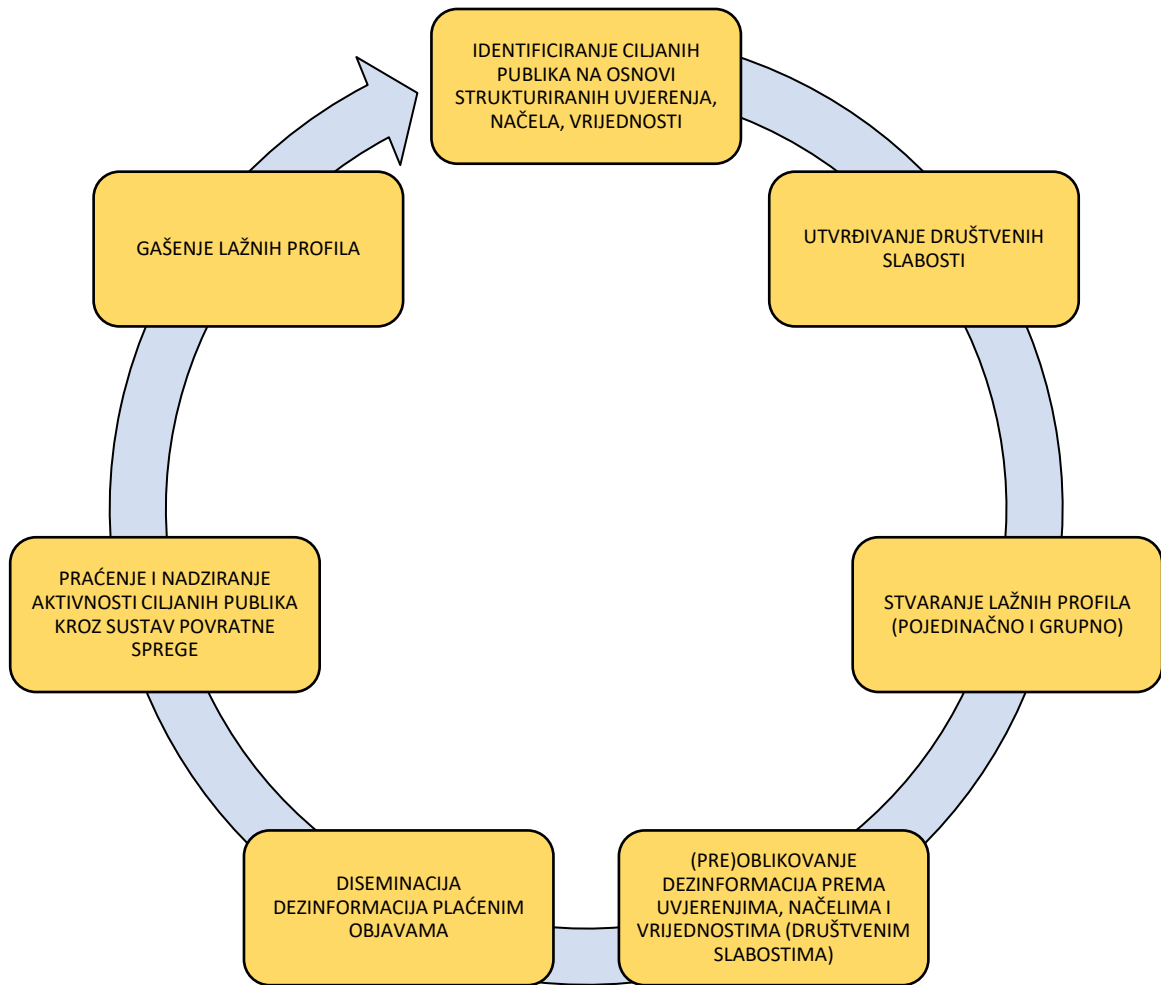 IDENTIFICIRANJE CILJANIH
PUBLIKA NA OSNOVI
STRUKTURIRANIH UVJERENJA,
NAČELA, VRIJEDNOSTI
UTVRĐIVANJE DRUŠTVENIH
SLABOSTI
STVARANJE LAŽNIH PROFILA
(POJEDINAČNO I GRUPNO)
(PRE)OBLIKOVANJE
DEZINFORMACIJA PREMA
UVJERENJIMA, NAČELIMA I
VRIJEDNOSTIMA (DRUŠTVENIM
SLABOSTIMA)
DISEMINACIJA
DEZINFORMACIJA PLAĆENIM
OBJAVAMA
PRAĆENJE I NADZIRANJE
AKTIVNOSTI CILJANIH PUBLIKA
KROZ SUSTAV POVRATNE
SPREGE
GAŠENJE LAŽNIH PROFILA